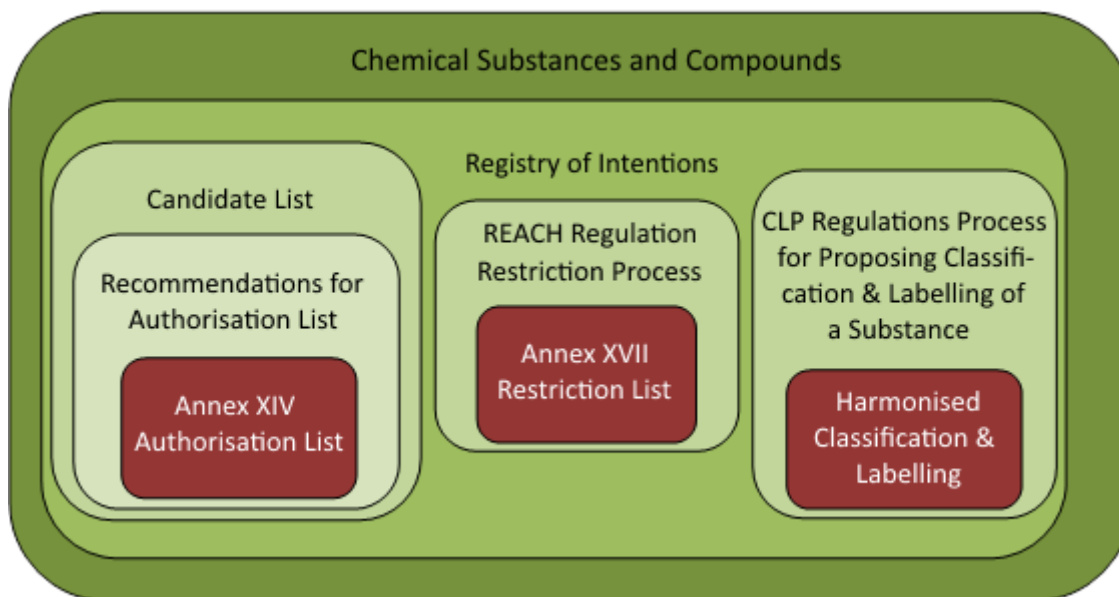 Chemical Substances and Compounds
Registry of Intentions
Candidate List
Recommendations for
Authorisation List
Annex XIV
Authorisation List
REACH Regulation
Restriction Process
Annex XVII
Restriction List
CLP Regulations Process
for Proposing Classifi-
cation & Labelling of
a Substance
Harmonised
Classification &
Labelling